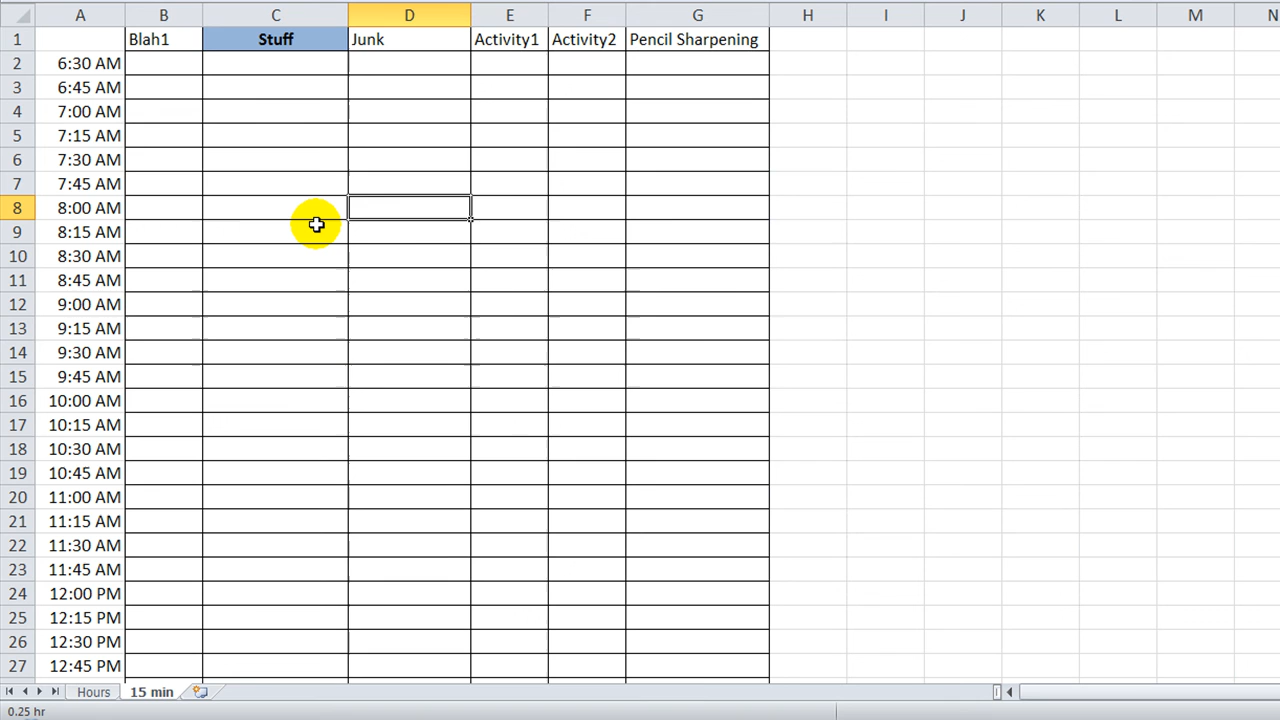 A B C D E F G H I J K L M N
1 Blah1 Stuff Junk Activity1 Activity2 Pencil Sharpening
2 6:30 AM
3 6:45 AM
4 7:00 AM
5 7:15 AM
6 7:30 AM
7 7:45 AM
8 8:00 AM
9 8:15 AM
10 8:30 AM
11 8:45 AM
12 9:00 AM
13 9:15 AM
14 9:30 AM
15 9:45 AM
16 10:00 AM
17 10:15 AM
18 10:30 AM
19 10:45 AM
20 11:00 AM
21 11:15 AM
22 11:30 AM
23 11:45 AM
24 12:00 PM
25 12:15 PM
26 12:30 PM
27 12:45 PM
Hours 15 min
0.25 hr